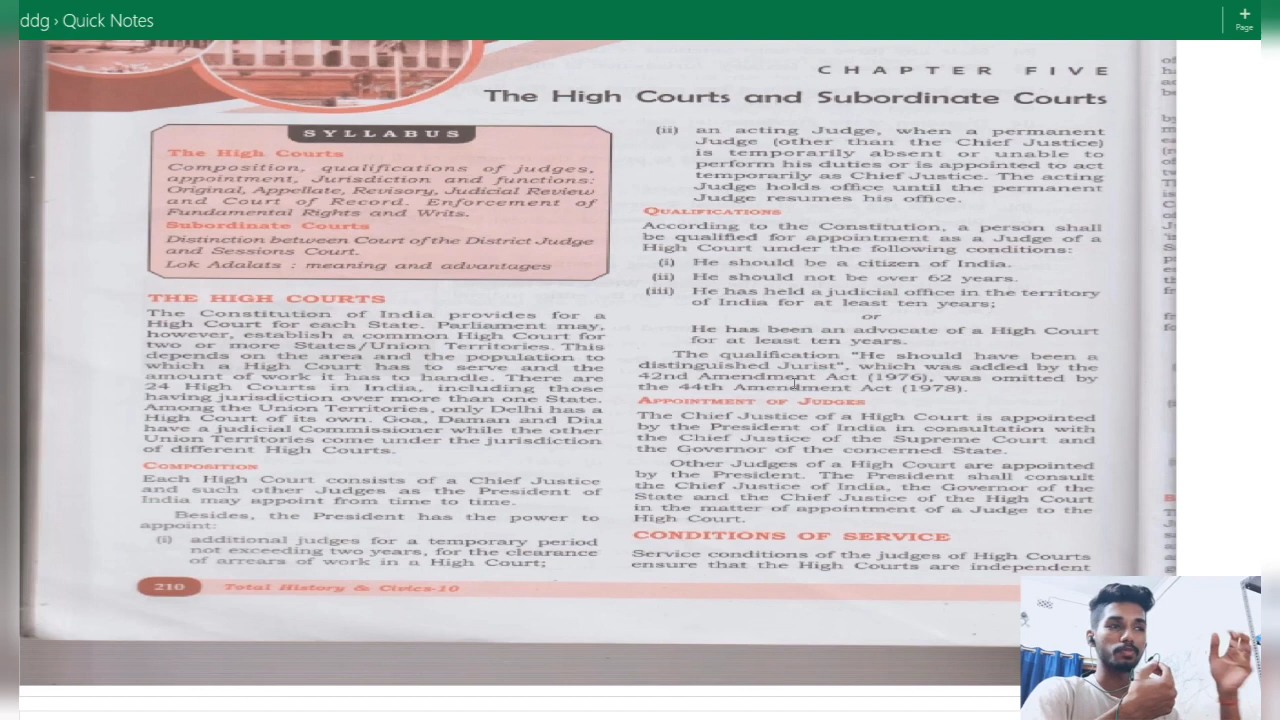 ddg › Quick Notes
+
Page
CHAPTER FIVE
The High Courts and Subordinate Courts
SYLLABUS
The High Courts
Composition, qualifications of judges,
appointment, Jurisdiction and functions:
Original, Appellate, Revisory, Judicial Review
and Court of Record. Enforcement of
Fundamental Rights and Writs.
Subordinate Courts
Distinction between Court of the District Judge
and Sessions Court.
Lok Adalats : meaning and advantages
THE HIGH COURTS
The Constitution of India provides for a
High Court for each State. Parliament may,
however, establish a common High Court for
two or more States/Union Territories. This
depends on the area and the population to
which a High Court has to serve and the
amount of work it has to handle. There are
24 High Courts in India, including those
having jurisdiction over more than one State.
Among the Union Territories, only Delhi has a
High Court of its own. Goa, Daman and Diu
have a judicial Commissioner while the other
Union Territories come under the jurisdiction
of different High Courts.
COMPOSITION
Each High Court consists of a Chief Justice
and such other Judges as the President of
India may appoint from time to time.
Besides, the President has the power to
appoint:
(i) additional judges for a temporary period
not exceeding two years, for the clearance
of arrears of work in a High Court;
210 Total History & Civics-10
(ii) an acting Judge, when a permanent
Judge (other than the Chief Justice)
is temporarily absent or unable to
perform his duties or is appointed to act
temporarily as Chief Justice. The acting
Judge holds office until the permanent
Judge resumes his office.
QUALIFICATIONS
According to the Constitution, a person shall
be qualified for appointment as a Judge of a
High Court under the following conditions:
(i) He should be a citizen of India.
(ii) He should not be over 62 years.
(iii) He has held a judicial office in the territory
of India for at least ten years;
or
He has been an advocate of a High Court
for at least ten years.
The qualification "He should have been a
distinguished Jurist", which was added by the
42nd Amendment Act (1976), was omitted by
the 44th Amendment Act (1978).
APPOINTMENT OF JUDGES
The Chief Justice of a High Court is appointed
by the President of India in consultation with
the Chief Justice of the Supreme Court and
the Governor of the concerned State.
Other Judges of a High Court are appointed
by the President. The President shall consult
the Chief Justice of India, the Governor of the
State and the Chief Justice of the High Court
in the matter of appointment of a Judge to the
High Court.
CONDITIONS OF SERVICE
Service conditions of the judges of High Courts
ensure that the High Courts are independent